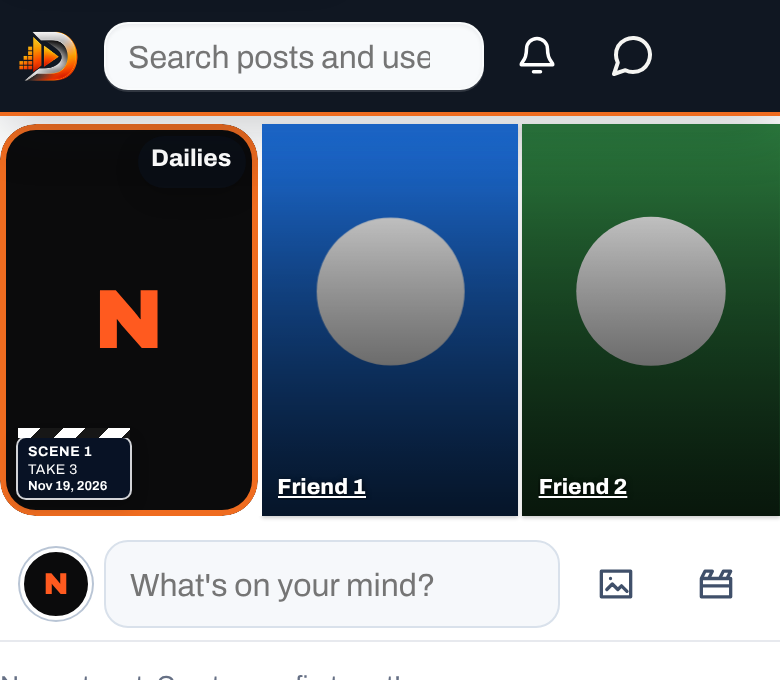 Search posts and use
Dailies
N
SCENE 1
TAKE 3
Nov 19, 2026
Friend 1
Friend 2
N
What's on your mind?